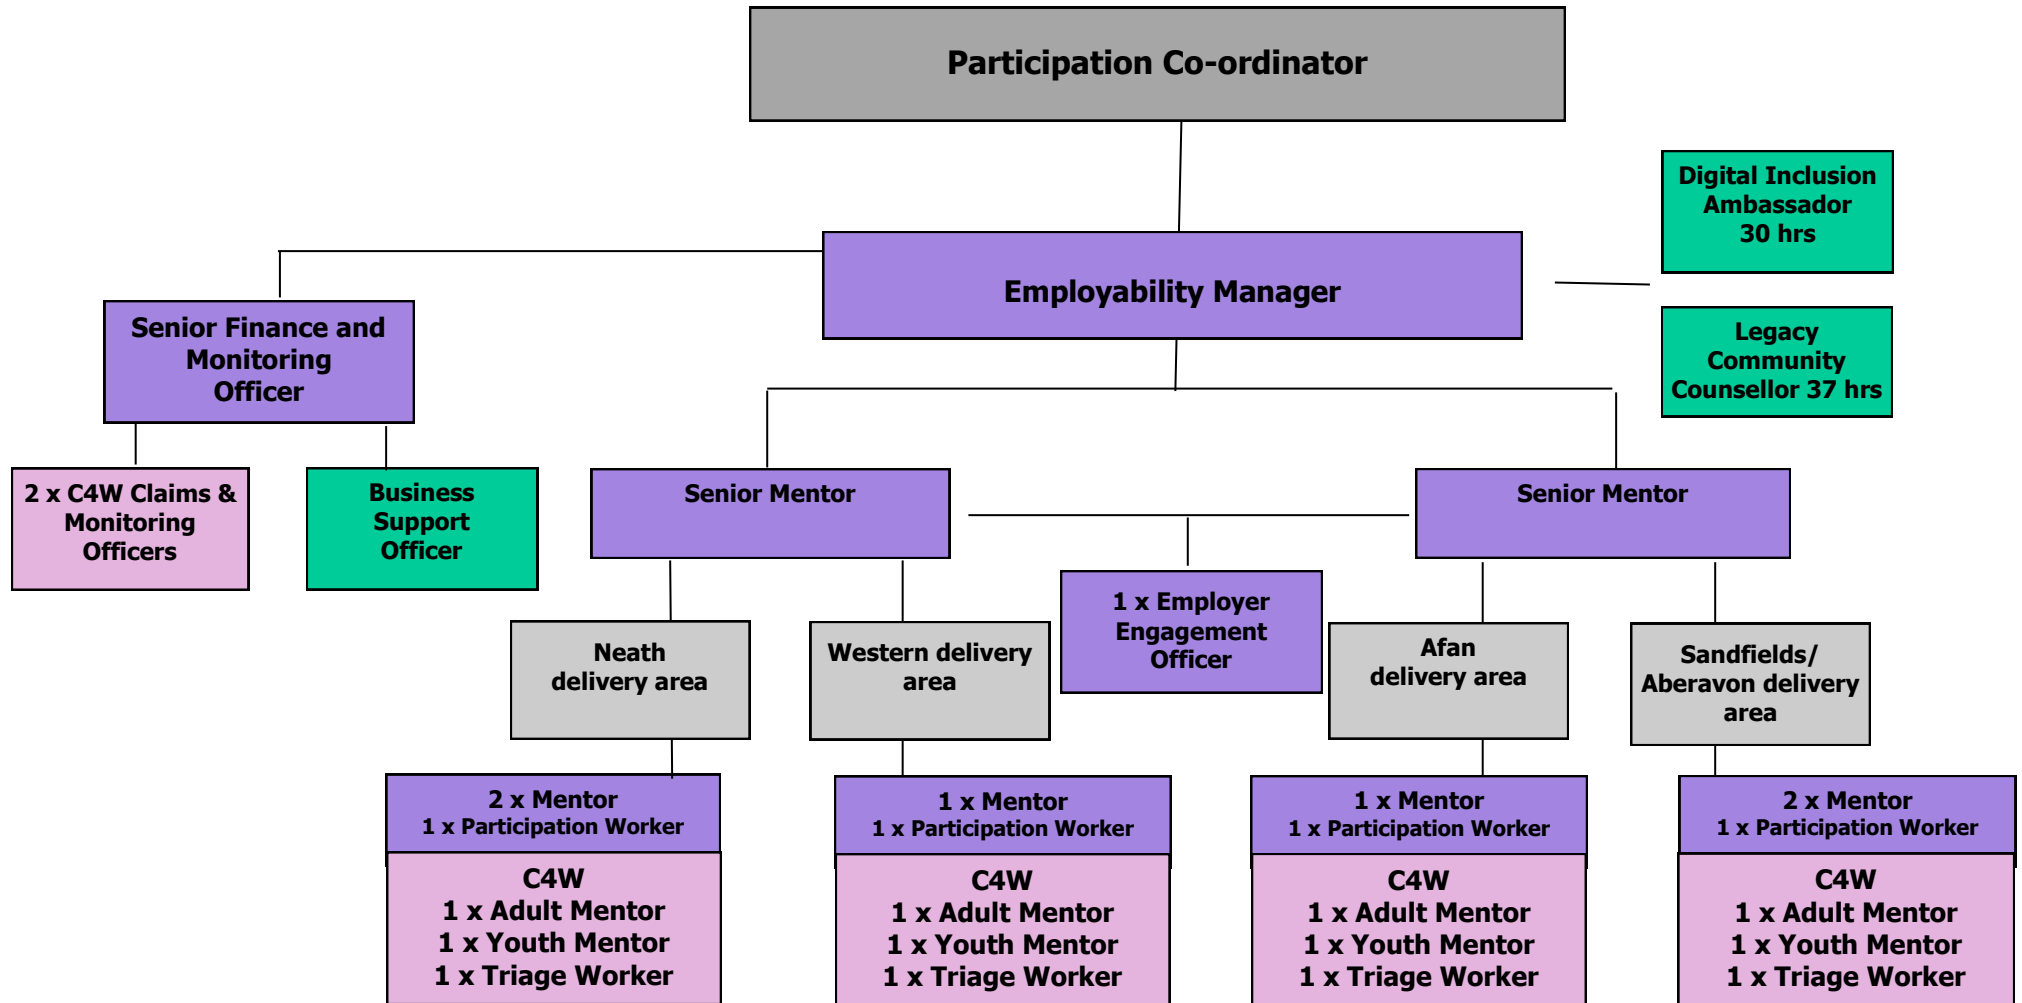 Participation Co-ordinator
Digital Inclusion
Ambassador
30 hrs
Employability Manager
Senior Finance and
Monitoring
Officer
Legacy
Community
Counsellor 37 hrs
2 x C4W Claims &
Monitoring
Officers
Business
Support
Officer
Senior Mentor
Senior Mentor
1 x Employer
Engagement
Officer
Neath
delivery area
Western delivery
area
Afan
delivery area
Sandfields/
Aberavon delivery
area
2 x Mentor
1 x Participation Worker
C4W
1 x Adult Mentor
1 x Youth Mentor
1 x Triage Worker
1 x Mentor
1 x Participation Worker
C4W
1 x Adult Mentor
1 x Youth Mentor
1 x Triage Worker
1 x Mentor
1 x Participation Worker
C4W
1 x Adult Mentor
1 x Youth Mentor
1 x Triage Worker
2 x Mentor
1 x Participation Worker
C4W
1 x Adult Mentor
1 x Youth Mentor
1 x Triage Worker